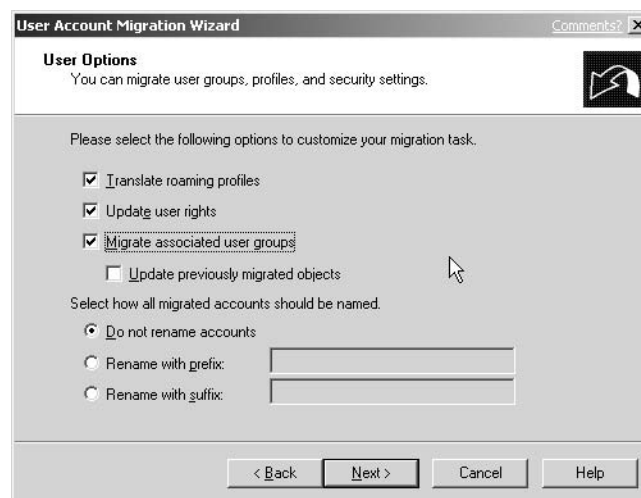 User Account Migration Wizard Comments?
User Options
You can migrate user groups, profiles, and security settings.
Please select the following options to customize your migration task.
Translate roaming profiles
Update user rights
Migrate associated user groups
Update previously migrated objects
Select how all migrated accounts should be named.
Do not rename accounts
Rename with prefix:
Rename with suffix:
< Back Next > Cancel Help